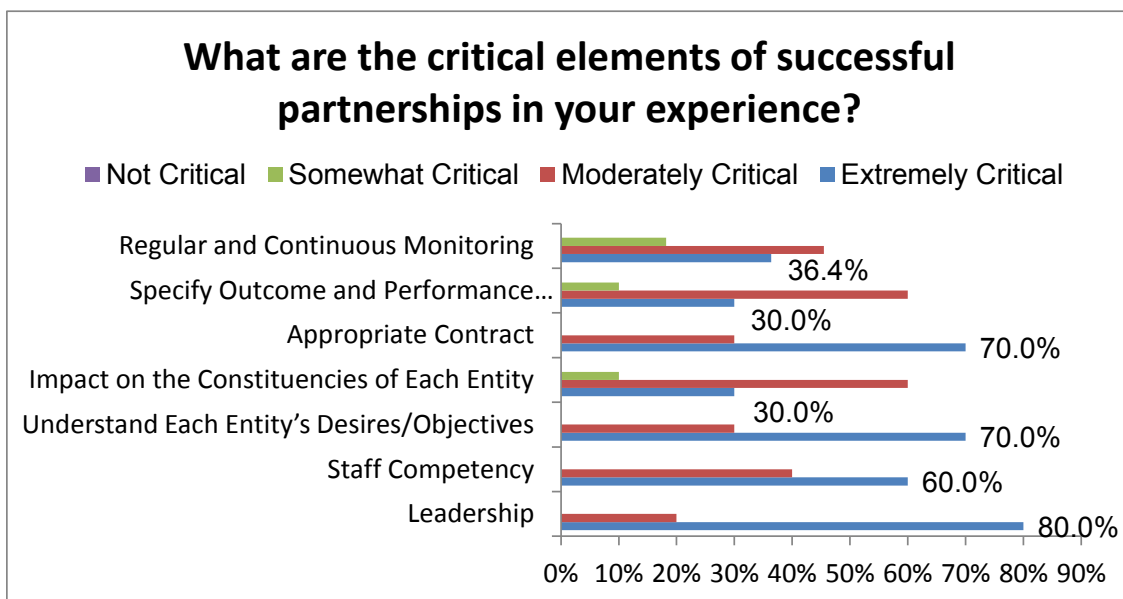 What are the critical elements of successful
partnerships in your experience?
Not Critical Somewhat Critical Moderately Critical Extremely Critical
Regular and Continuous Monitoring
36.4%
Specify Outcome and Performance...
30.0%
Appropriate Contract
70.0%
Impact on the Constituencies of Each Entity
30.0%
Understand Each Entity’s Desires/Objectives
70.0%
Staff Competency
60.0%
Leadership
80.0%
0% 10% 20% 30% 40% 50% 60% 70% 80% 90%